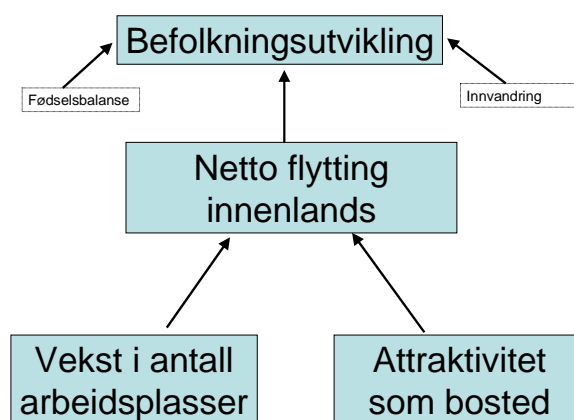 Befolkningsutvikling
Fødselsbalanse
Innvandring
Netto flytting
innenlands
Vekst i antall
arbeidsplasser
Attraktivitet
som bosted